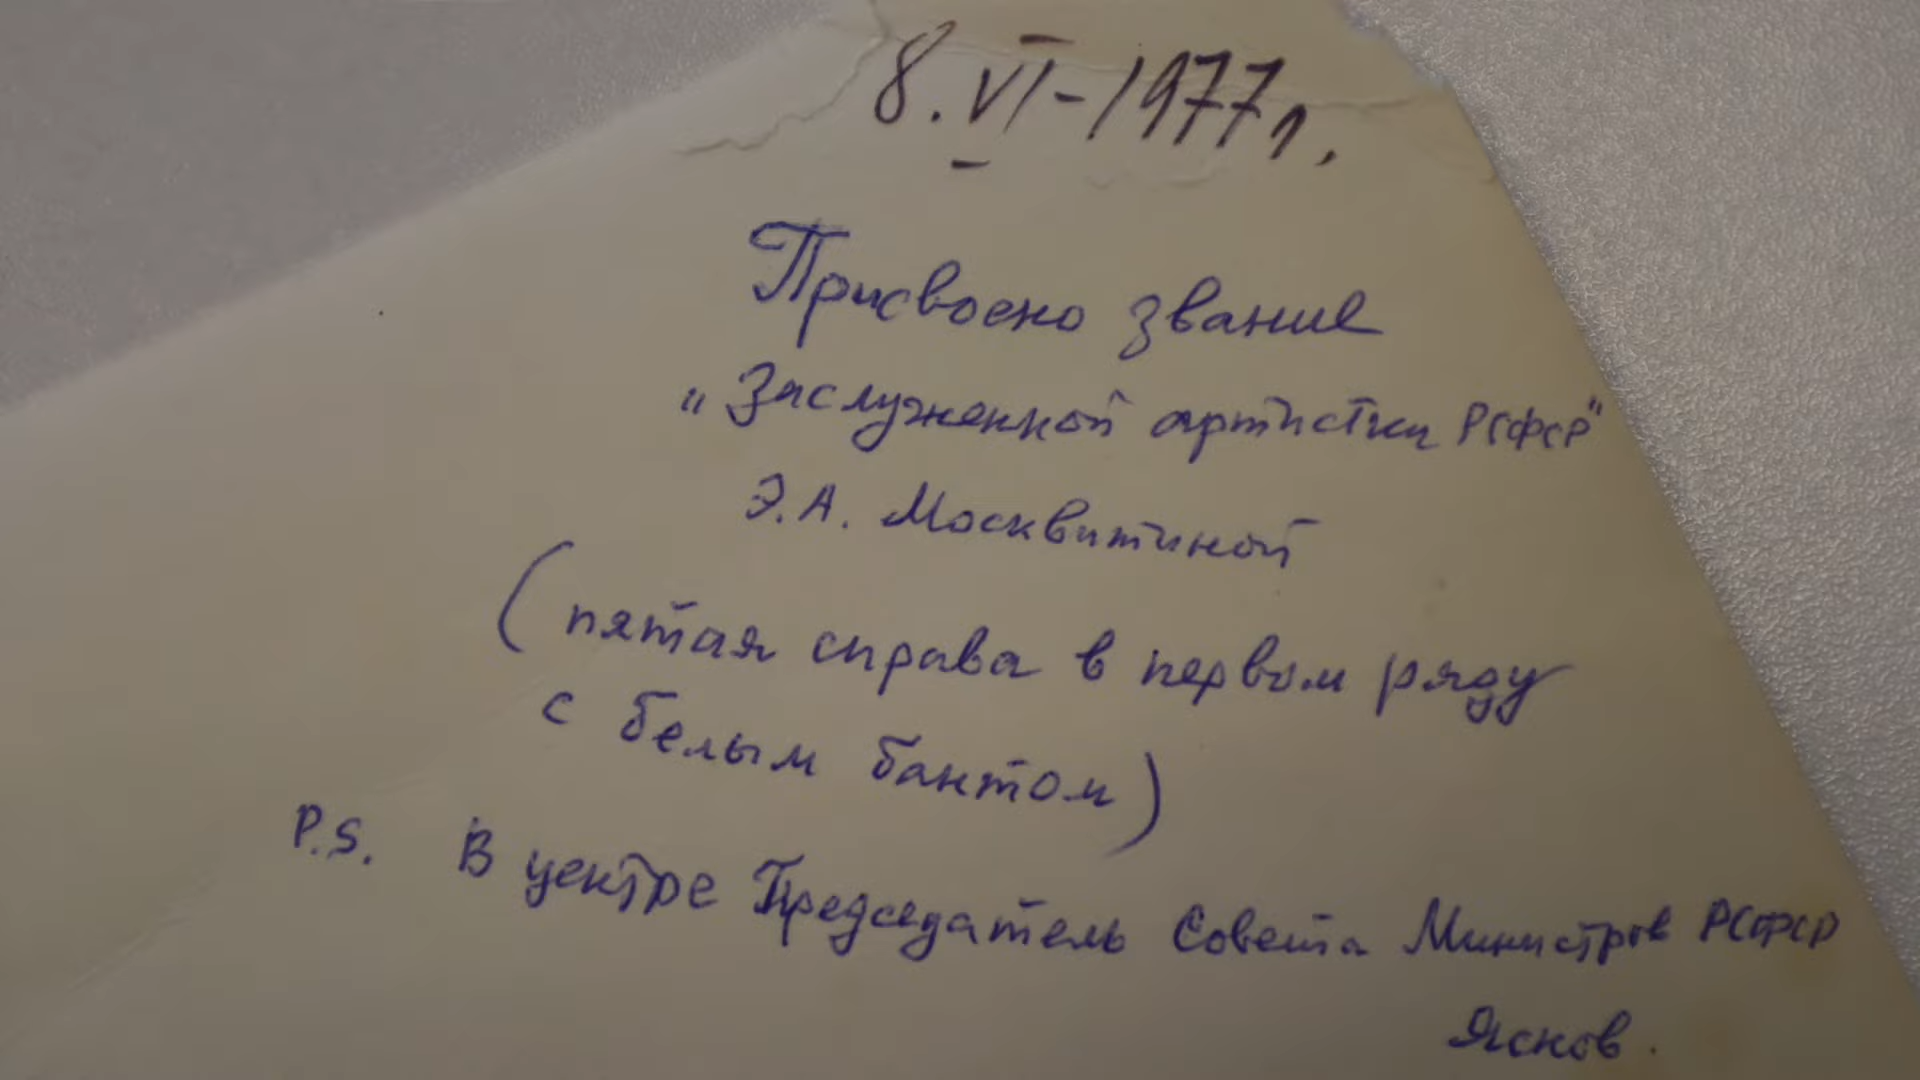 8.VI-1977г.
Присвоено звание
"Заслуженной артистки РСФСР"
Э.А. Москвитиной
(пятая справа в первом ряду
с белым бантом)
P.S. В центре Председатель Совета Министров РСФСР
Яснов.